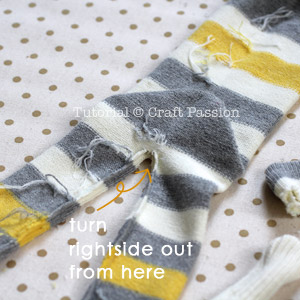 Tutorial © Craft Passion
turn
rightside out
from here